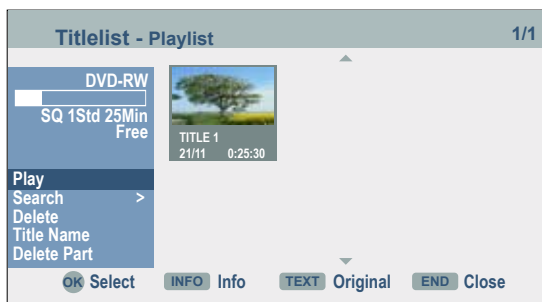 Titlelist - Playlist 1/1
DVD-RW
SQ 1Std 25Min
Free
TITLE 1
21/11 0:25:30
Play
Search >
Delete
Title Name
Delete Part
OK Select INFO Info TEXT Original END Close